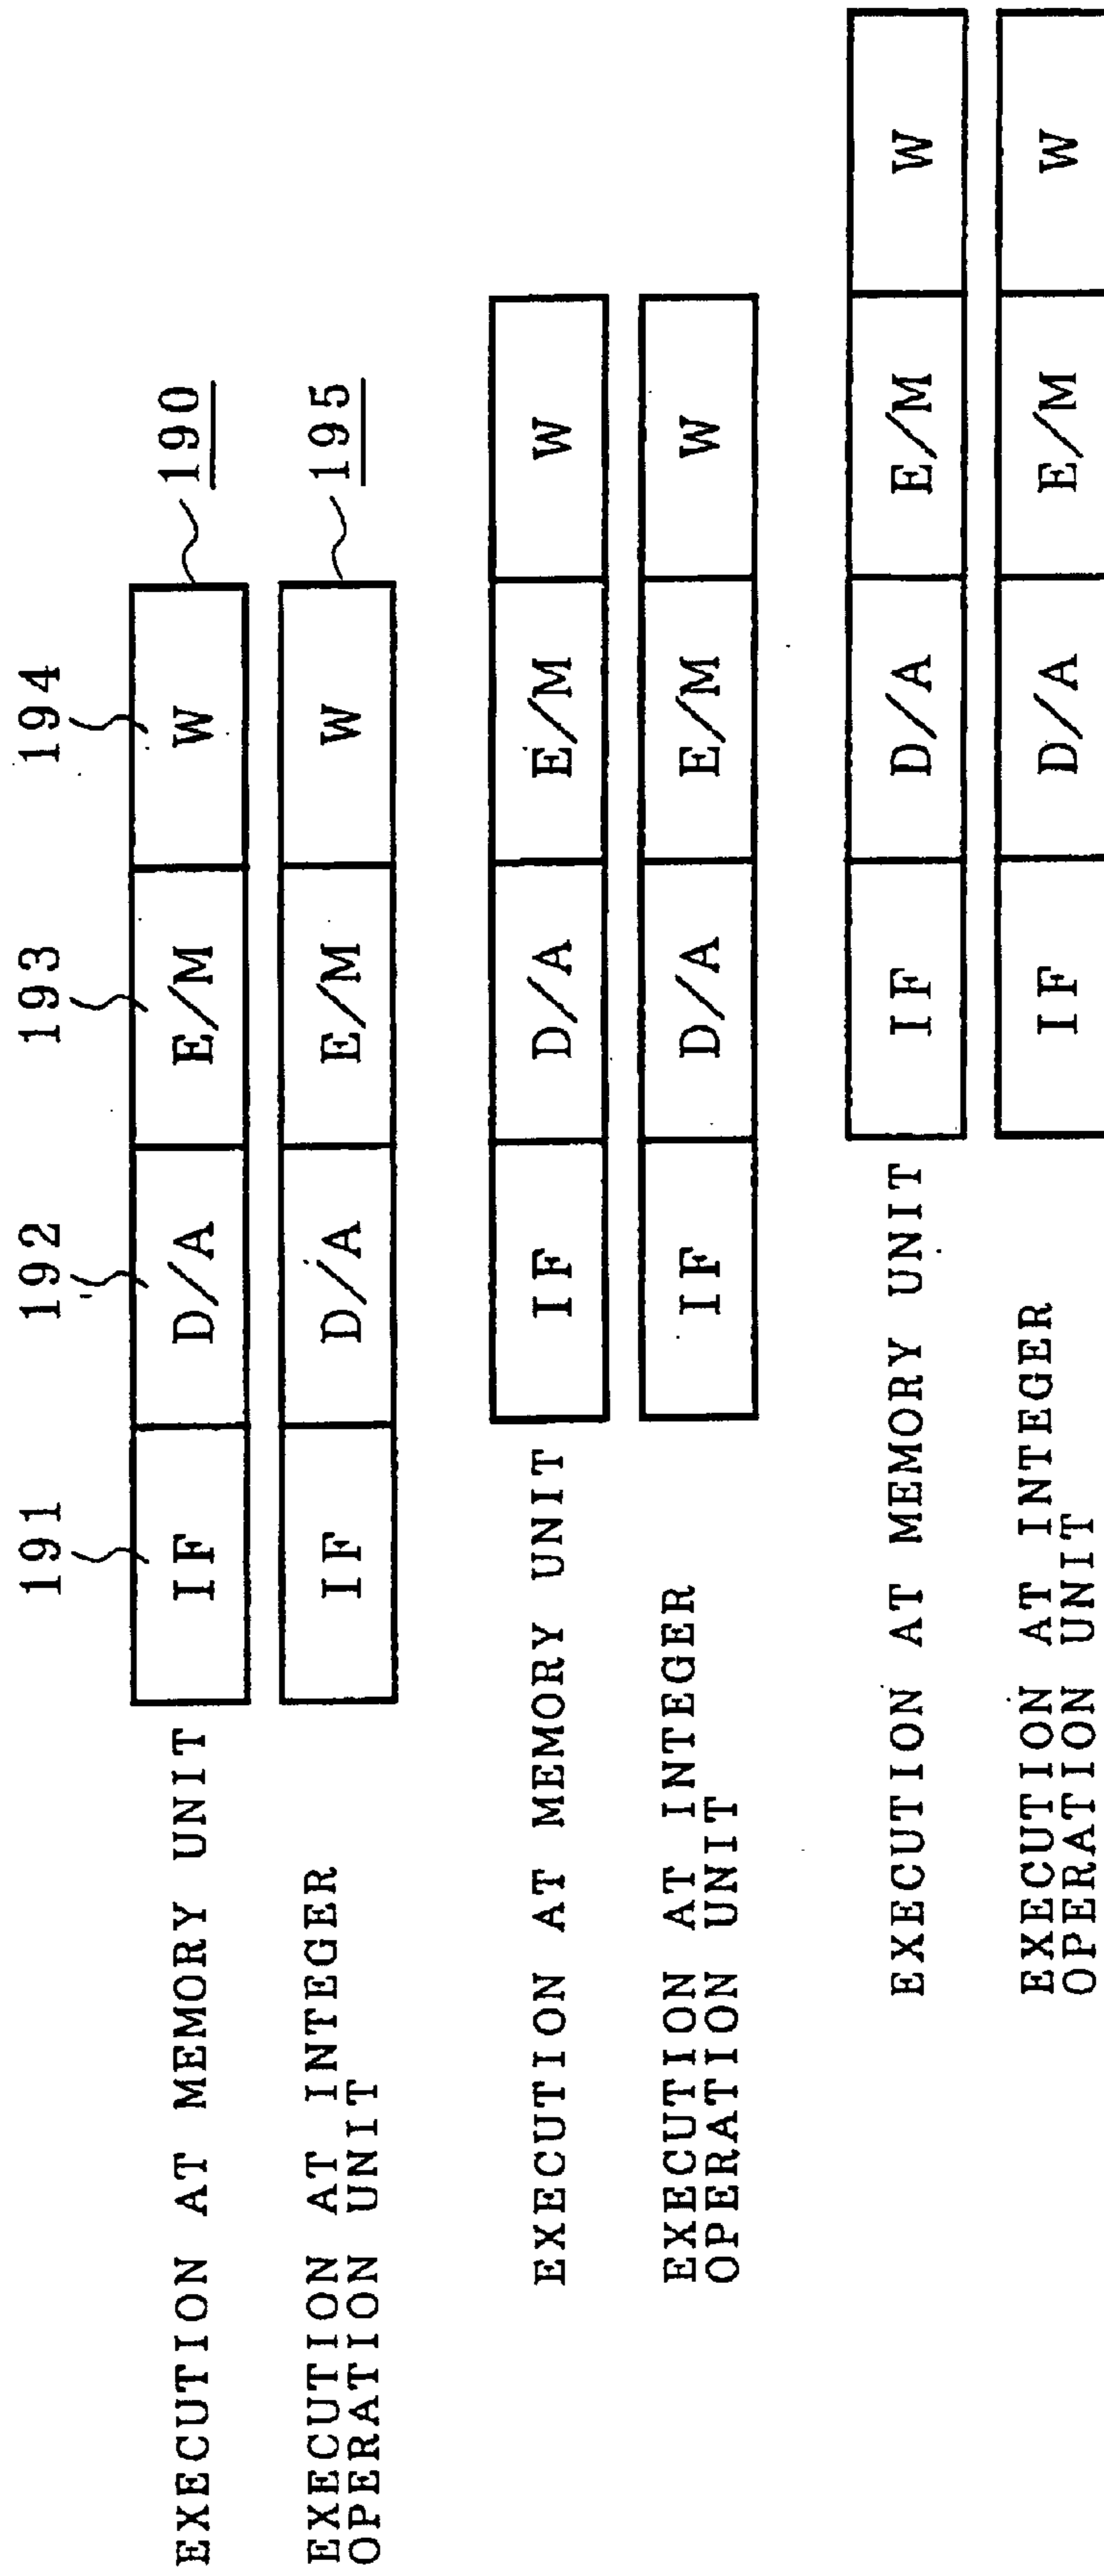 191 192 193 194
EXECUTION AT MEMORY UNIT IF D/A E/M W 190
EXECUTION AT INTEGER
OPERATION UNIT IF D/A E/M W 195
EXECUTION AT MEMORY UNIT IF D/A E/M W
EXECUTION AT INTEGER
OPERATION UNIT IF D/A E/M W
EXECUTION AT MEMORY UNIT IF D/A E/M W
EXECUTION AT INTEGER
OPERATION UNIT IF D/A E/M W